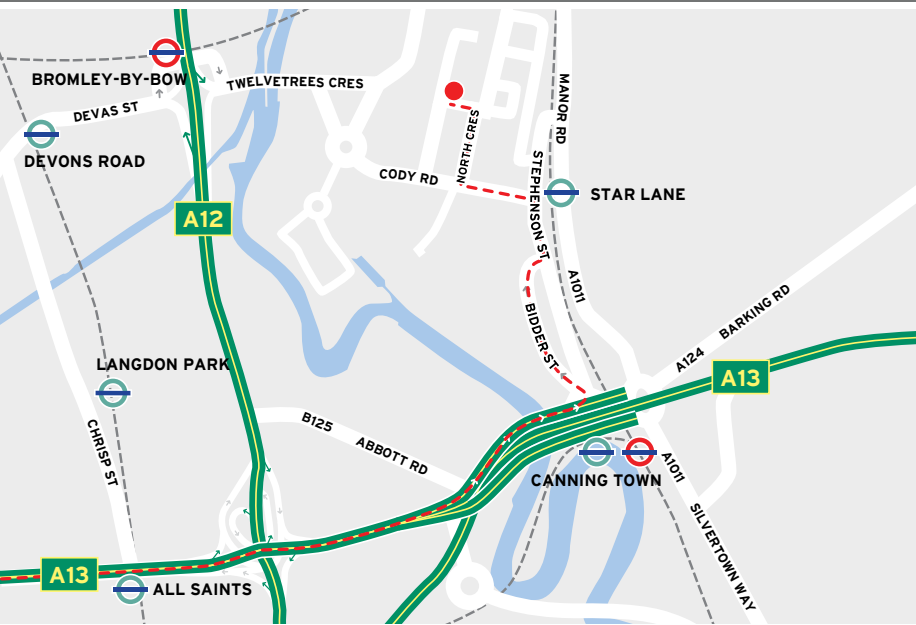 BROMLEY-BY-BOW
TWELVETREES CRES
DEVAS ST
DEVONS ROAD
MANOR RD
NORTH CRES
CODY RD
STEPHENSON ST
STAR LANE
A12
A1011
BIDDER ST
BARKING RD
A124
A13
LANGDON PARK
CHRISP ST
B125
ABBOTT RD
CANNING TOWN
A1011
SILVERTOWN WAY
A13
ALL SAINTS